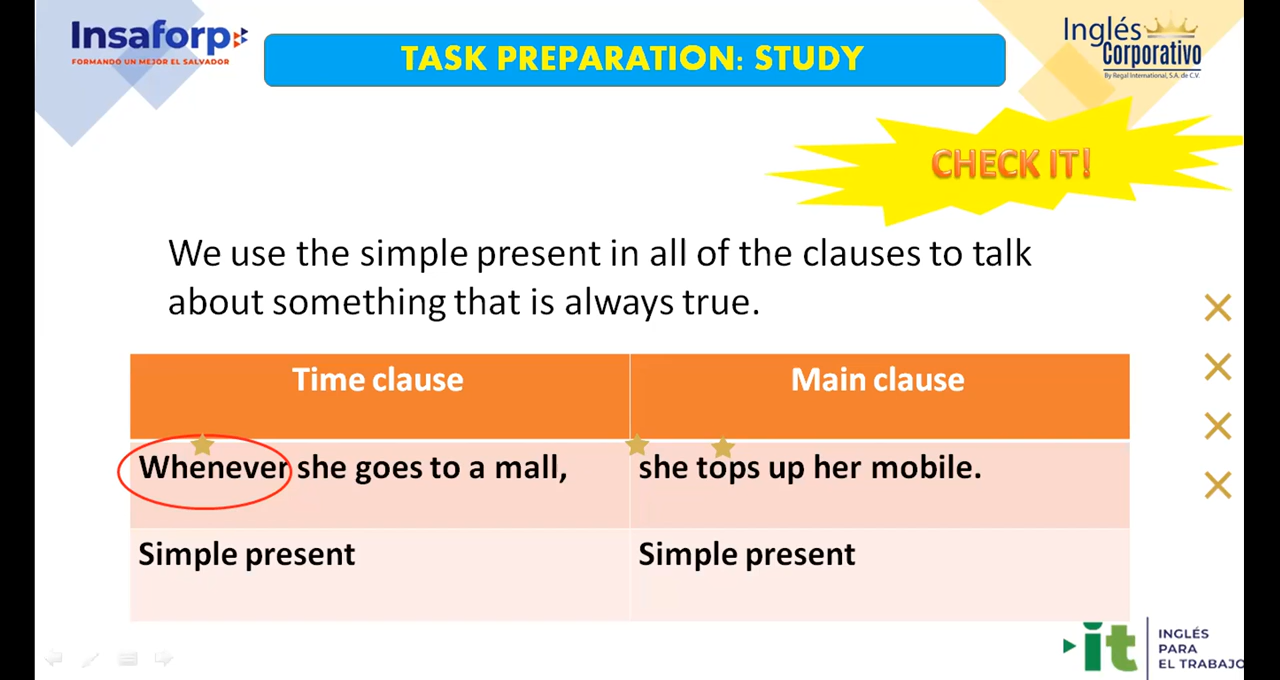 Insaforp
FORMANDO UN MEJOR EL SALVADOR
TASK PREPARATION: STUDY
Inglés
Corporativo
By Regal International, S.A, de C.V.
CHECK IT!
We use the simple present in all of the clauses to talk
about something that is always true.
Time clause
Main clause
Whenever she goes to a mall,
she tops up her mobile.
Simple present
Simple present
it
INGLÉS
PARA
EL TRABAJO